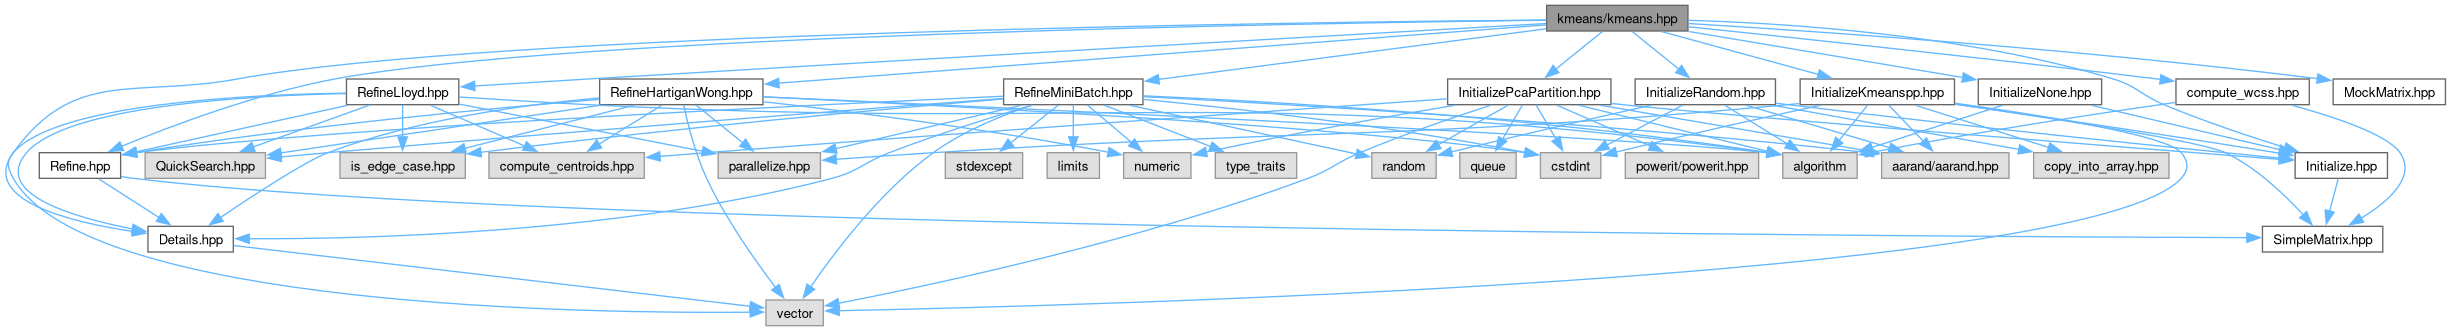 kmeans/kmeans.hpp
RefineLloyd.hpp
RefineHartiganWong.hpp
RefineMiniBatch.hpp
InitializePcaPartition.hpp
InitializeRandom.hpp
InitializeKmeanspp.hpp
InitializeNone.hpp
compute_wcss.hpp
MockMatrix.hpp
Refine.hpp
QuickSearch.hpp
is_edge_case.hpp
compute_centroids.hpp
parallelize.hpp
stdexcept
limits
numeric
type_traits
random
queue
cstdint
powerit/powerit.hpp
algorithm
aarand/aarand.hpp
copy_into_array.hpp
Initialize.hpp
Details.hpp
SimpleMatrix.hpp
vector